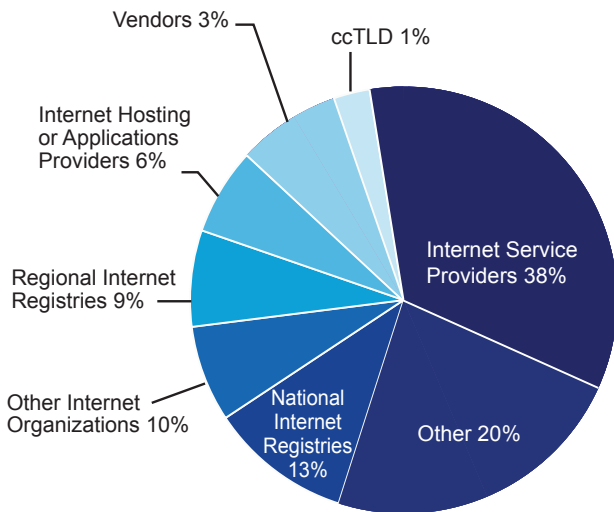 Vendors 3%
ccTLD 1%
Internet Hosting
or Applications
Providers 6%
Internet Service
Providers 38%
Regional Internet
Registries 9%
Other Internet
Organizations 10%
National
Internet
Registries
13%
Other 20%